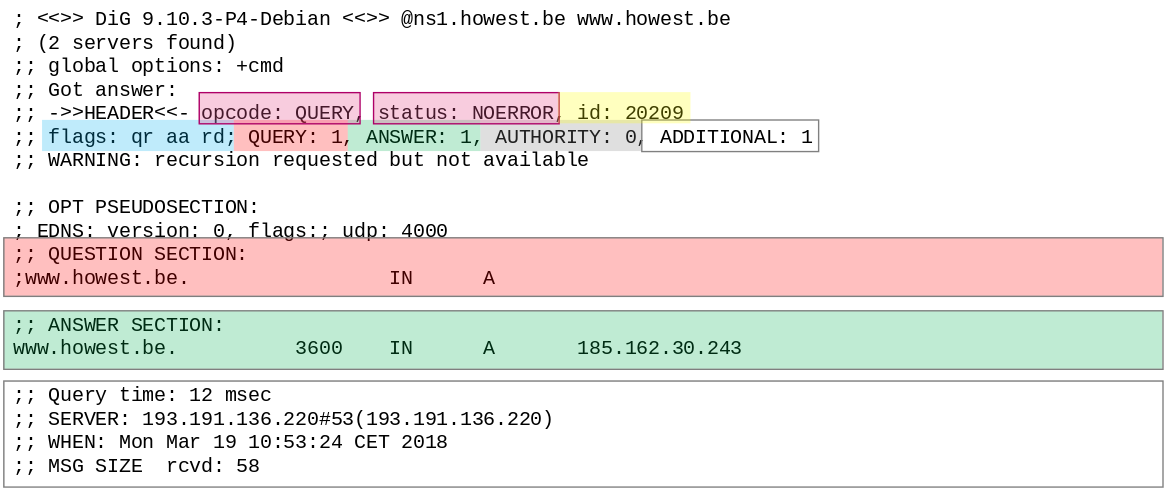 ; <<>> DiG 9.10.3-P4-Debian <<>> @ns1.howest.be www.howest.be
; (2 servers found)
;; global options: +cmd
;; Got answer:
;; ->>HEADER<<- opcode: QUERY, status: NOERROR, id: 20209
;; flags: qr aa rd; QUERY: 1, ANSWER: 1, AUTHORITY: 0, ADDITIONAL: 1
;; WARNING: recursion requested but not available
;; OPT PSEUDOSECTION:
; EDNS: version: 0, flags:; udp: 4000
;; QUESTION SECTION:
;www.howest.be. IN A
;; ANSWER SECTION:
www.howest.be. 3600 IN A 185.162.30.243
;; Query time: 12 msec
;; SERVER: 193.191.136.220#53(193.191.136.220)
;; WHEN: Mon Mar 19 10:53:24 CET 2018
;; MSG SIZE  rcvd: 58